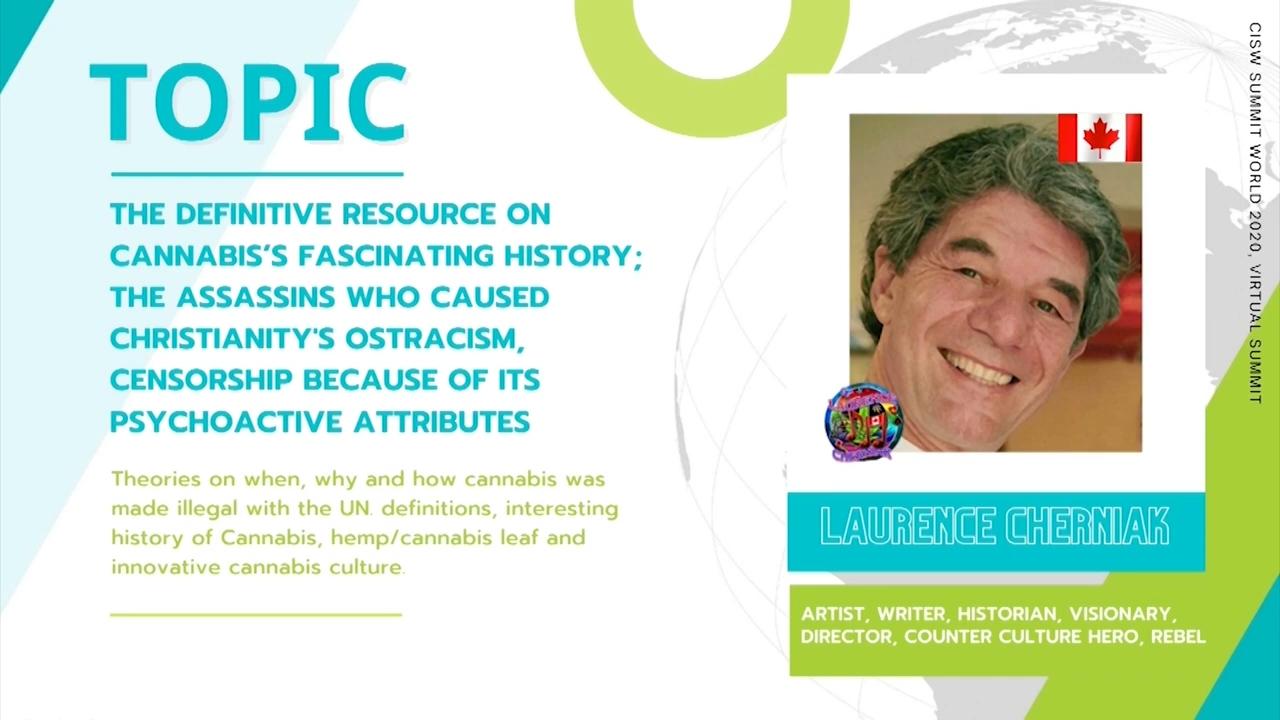 TOPIC
THE DEFINITIVE RESOURCE ON
CANNABIS’S FASCINATING HISTORY;
THE ASSASSINS WHO CAUSED
CHRISTIANITY'S OSTRACISM,
CENSORSHIP BECAUSE OF ITS
PSYCHOACTIVE ATTRIBUTES
Theories on when, why and how cannabis was
made illegal with the UN. definitions, interesting
history of Cannabis, hemp/cannabis leaf and
innovative cannabis culture.
LAURENCE
CHERNIAK
LAURENCE CHERNIAK
ARTIST, WRITER, HISTORIAN, VISIONARY,
DIRECTOR, COUNTER CULTURE HERO, REBEL
CISW SUMMIT WORLD 2020, VIRTUAL SUMMIT